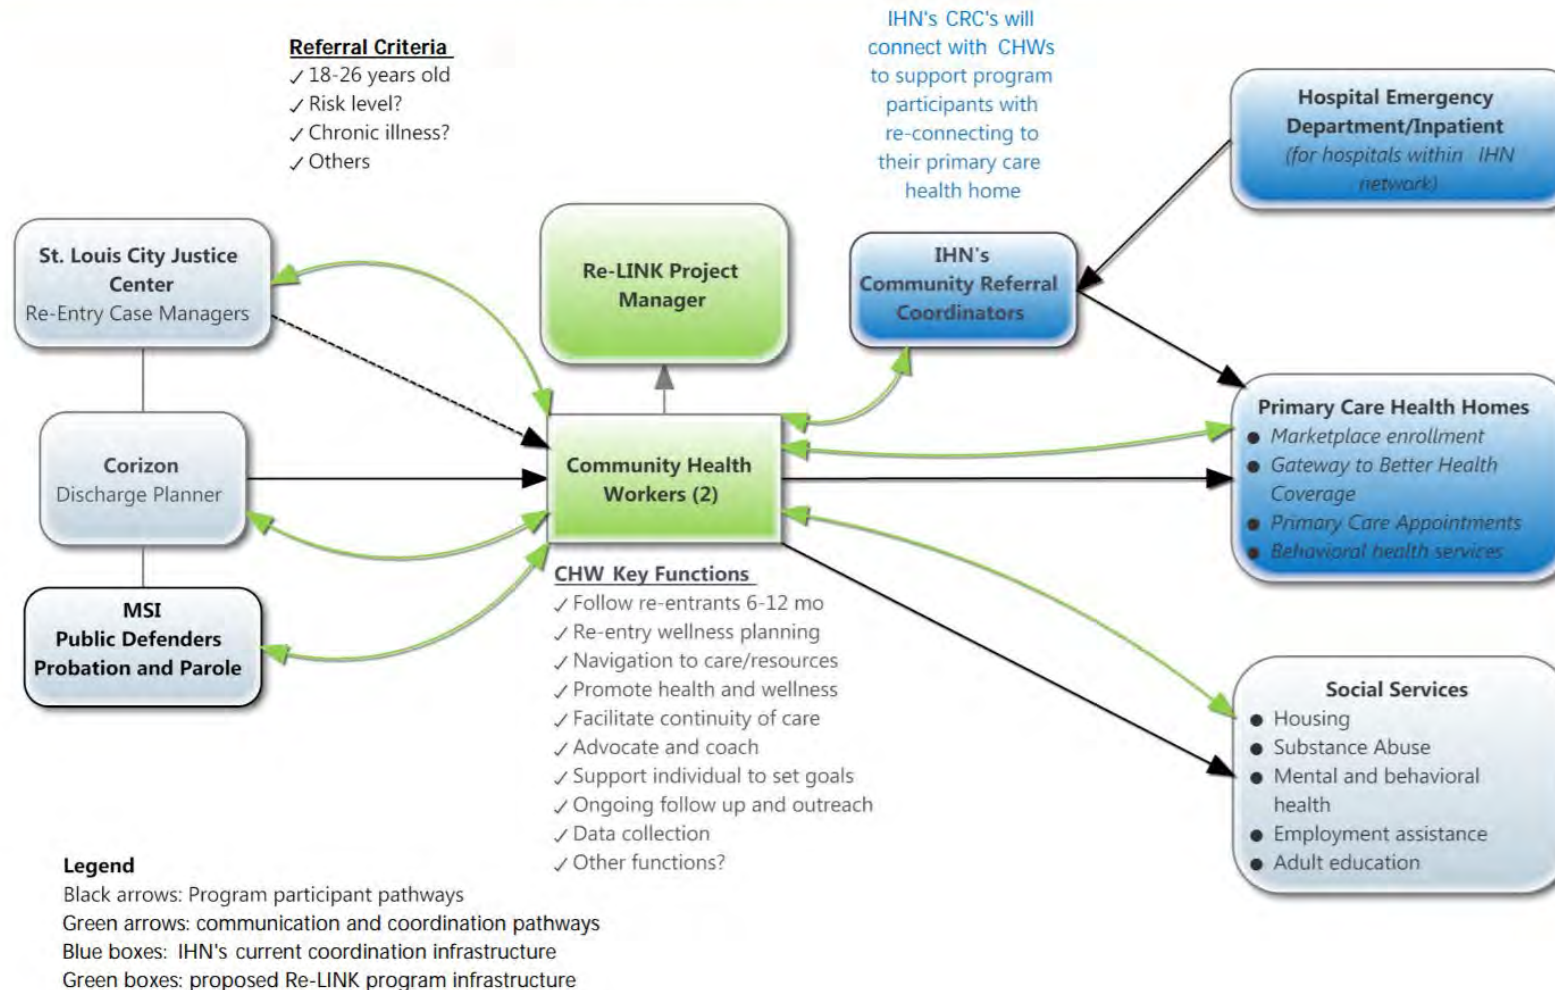 Referral Criteria
✓ 18-26 years old
✓ Risk level?
✓ Chronic illness?
✓ Others
IHN's CRC's will
connect with CHWs
to support program
participants with
re-connecting to
their primary care
health home
Hospital Emergency
Department/Inpatient
(for hospitals within IHN
network)
St. Louis City Justice
Center
Re-Entry Case Managers
Re-LINK Project
Manager
IHN's
Community Referral
Coordinators
Corizon
Discharge Planner
Community Health
Workers (2)
Primary Care Health Homes
● Marketplace enrollment
● Gateway to Better Health
Coverage
● Primary Care Appointments
● Behavioral health services
MSI
Public Defenders
Probation and Parole
CHW Key Functions
✓ Follow re-entrants 6-12 mo
✓ Re-entry wellness planning
✓ Navigation to care/resources
✓ Promote health and wellness
✓ Facilitate continuity of care
✓ Advocate and coach
✓ Support individual to set goals
✓ Ongoing follow up and outreach
✓ Data collection
✓ Other functions?
Social Services
● Housing
● Substance Abuse
● Mental and behavioral
health
● Employment assistance
● Adult education
Legend
Black arrows: Program participant pathways
Green arrows: communication and coordination pathways
Blue boxes: IHN's current coordination infrastructure
Green boxes: proposed Re-LINK program infrastructure